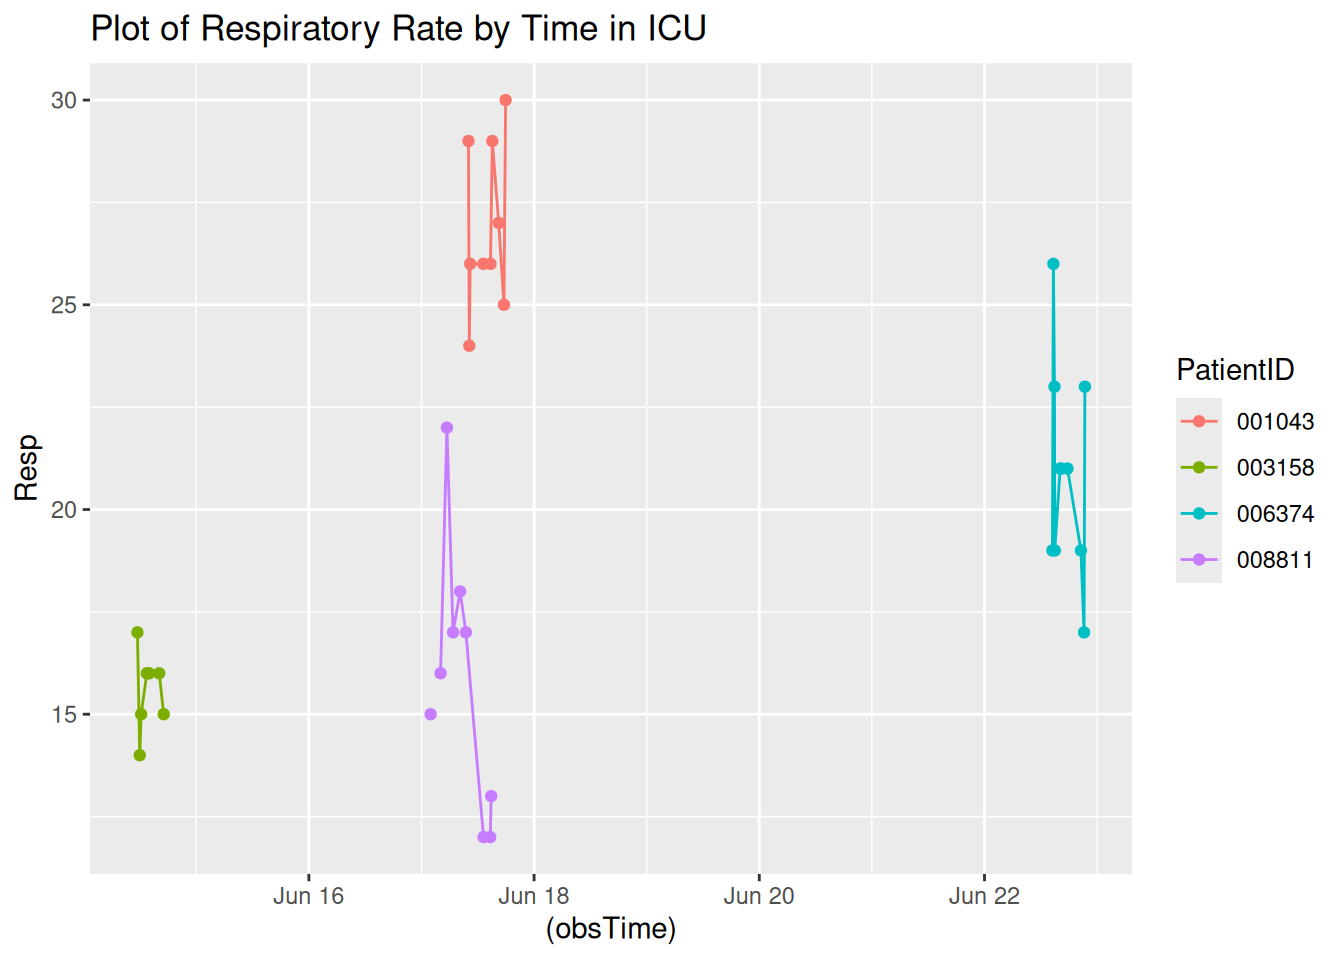 Plot of Respiratory Rate by Time in ICU
30
25
20
15
Resp
Jun 16
Jun 18
Jun 20
Jun 22
(obsTime)
PatientID
001043
003158
006374
008811